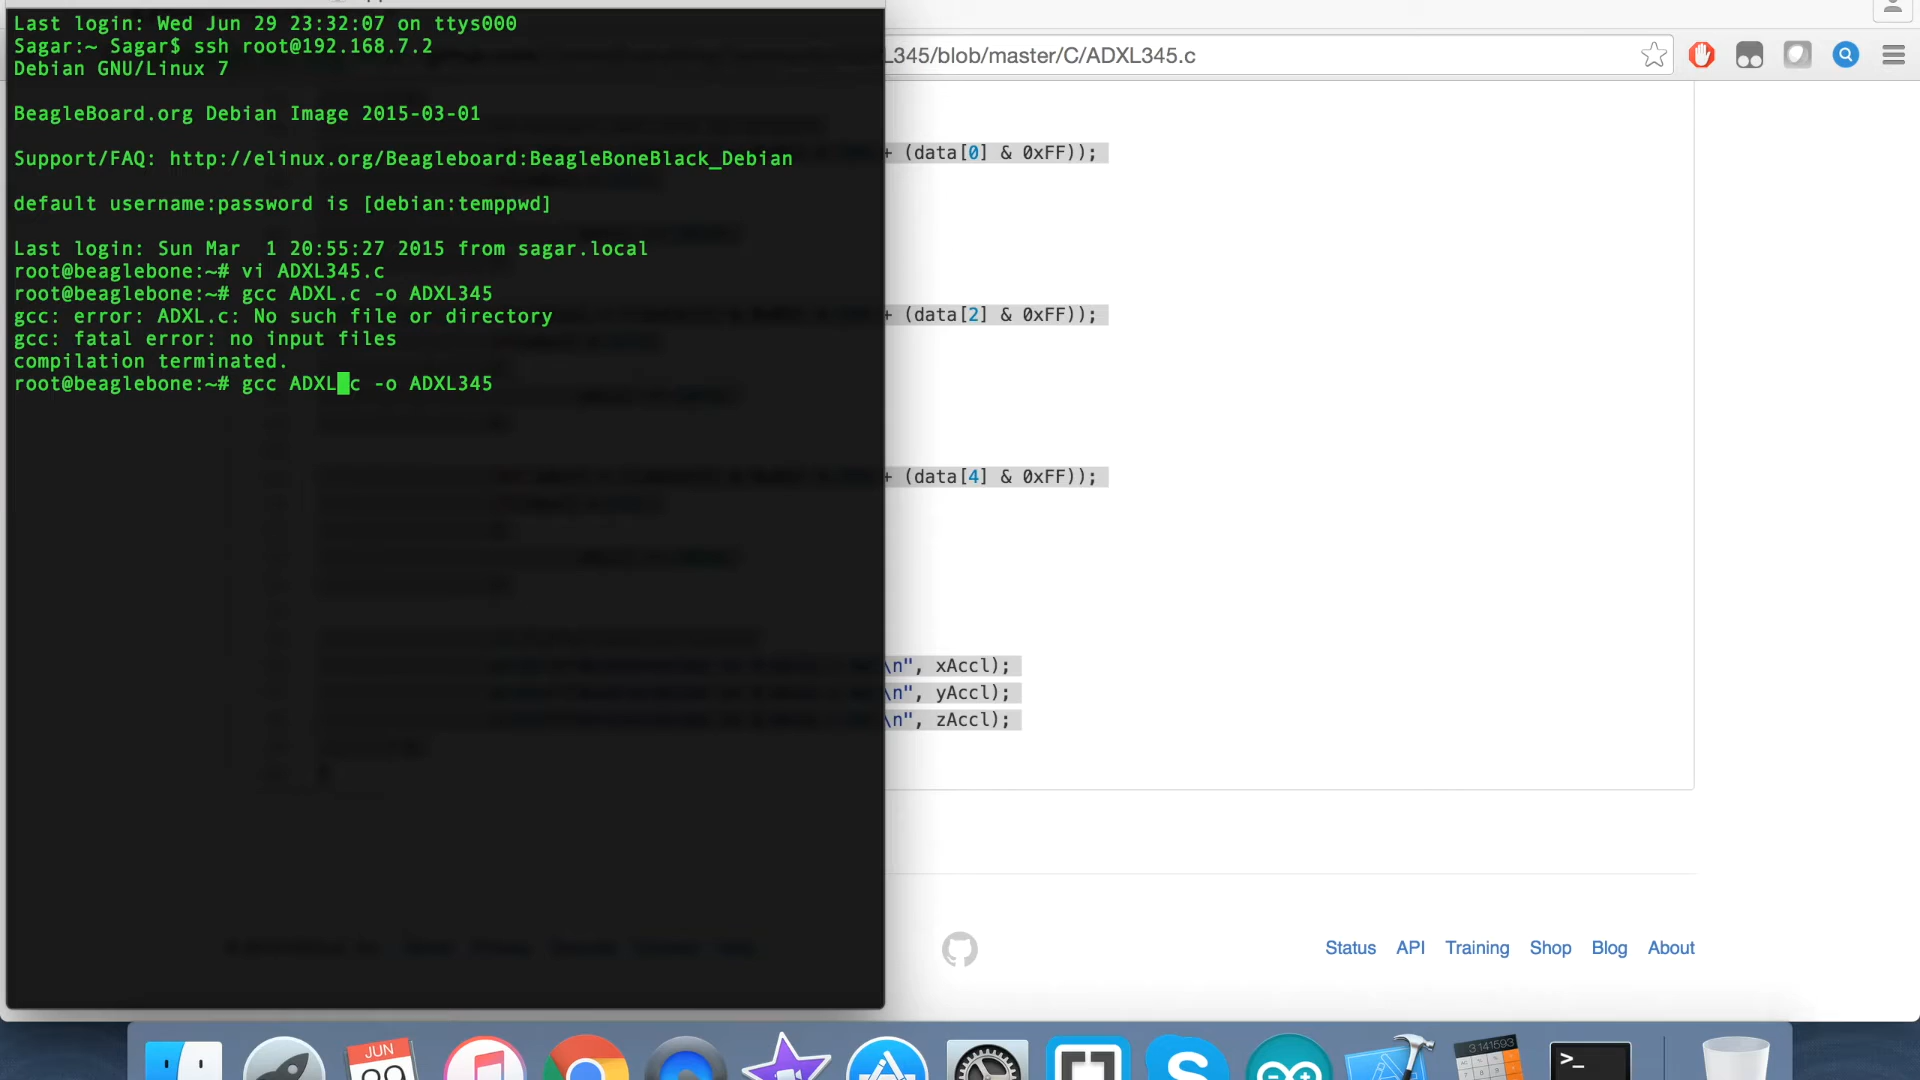 Last login: Wed Jun 29 23:32:07 on ttys000
Sagar:~ Sagar$ ssh root@192.168.7.2
Debian GNU/Linux 7
BeagleBoard.org Debian Image 2015-03-01
Support/FAQ: http://elinux.org/Beagleboard:BeagleBoneBlack_Debian
default username:password is [debian:temppwd]
Last login: Sun Mar  1 20:55:27 2015 from sagar.local
root@beaglebone:~# vi ADXL345.c
root@beaglebone:~# gcc ADXL.c -o ADXL345
gcc: error: ADXL.c: No such file or directory
gcc: fatal error: no input files
compilation terminated.
root@beaglebone:~# gcc ADXL c -o ADXL345
L345/blob/master/C/ADXL345.c
+ (data[0] & 0xFF));
+ (data[2] & 0xFF));
+ (data[4] & 0xFF));
\n", xAccl);
\n", yAccl);
\n", zAccl);
Status API Training Shop Blog About
JUN
3141593
>_